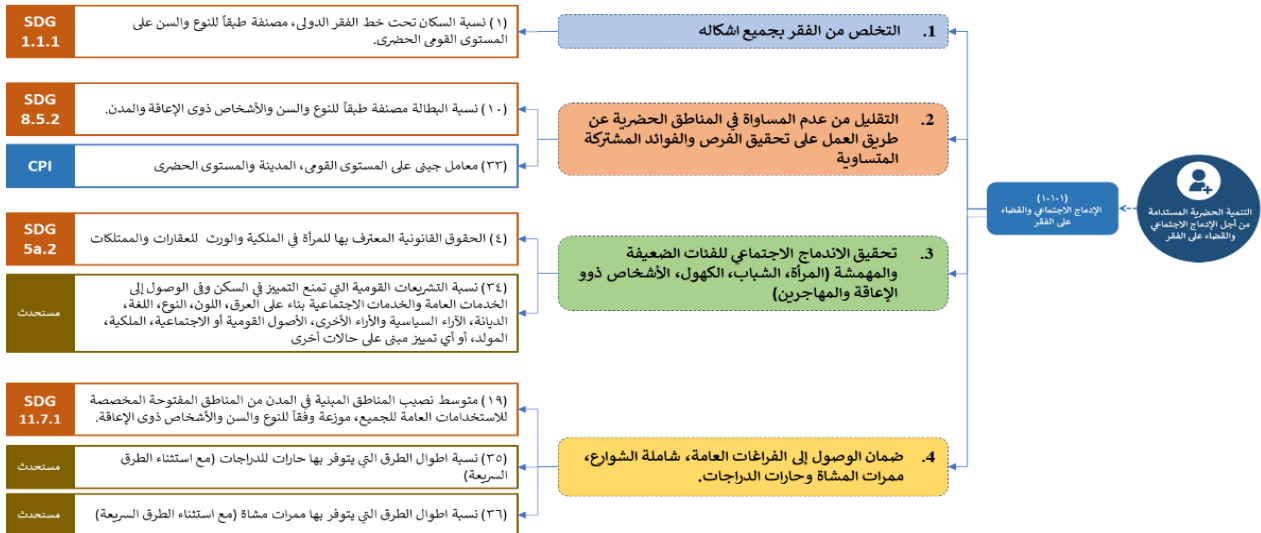 التنمية الحضرية المستدامة
من أجل الإدماج الاجتماعي
والقضاء على الفقر
(١-١-١)
الإدماج الاجتماعي والقضاء
على الفقر
1. التخلص من الفقر بجميع اشكاله
(١) نسبة السكان تحت خط الفقر الدولى، مصنفة طبقاً للنوع والسن على
المستوى القومى الحضرى.
SDG
1.1.1
2. التقليل من عدم المساواة في المناطق الحضرية عن
طريق العمل على تحقيق الفرص والفوائد المشتركة
المتساوية
(١٠) نسبة البطالة مصنفة طبقاً للنوع والسن والأشخاص ذوى الإعاقة والمدن.
SDG
8.5.2
(٣٣) معامل جينى على المستوى القومى، المدينة والمستوى الحضرى
CPI
3. تحقيق الاندماج الاجتماعي للفئات الضعيفة
والمهمشة (المرأة، الشباب، الكهول، الأشخاص ذوو
الإعاقة والمهاجرين)
(٤) الحقوق القانونية المعترف بها للمرأة في الملكية والورث للعقارات والممتلكات
SDG
5a.2
(٣٤) نسبة التشريعات القومية التي تمنع التمييز في السكن وفى الوصول إلى
الخدمات العامة والخدمات الاجتماعية بناء على العرق، اللون، النوع، اللغة،
الديانة، الآراء السياسية والأراء الأخرى، الأصول القومية أو الاجتماعية، الملكية،
المولد، أو أي تمييز مبنى على حالات أخرى
مستحدث
4. ضمان الوصول إلى الفراغات العامة، شاملة الشوارع،
ممرات المشاة وحارات الدراجات.
(١٩) متوسط نصيب المناطق المبنية في المدن من المناطق المفتوحة المخصصة
للاستخدامات العامة للجميع، موزعة وفقاً للنوع والسن والأشخاص ذوى الإعاقة.
SDG
11.7.1
(٣٥) نسبة اطوال الطرق التي يتوفر بها حارات للدراجات (مع استثناء الطرق
السريعة)
مستحدث
(٣٦) نسبة اطوال الطرق التي يتوفر بها ممرات مشاة (مع استثناء الطرق السريعة)
مستحدث